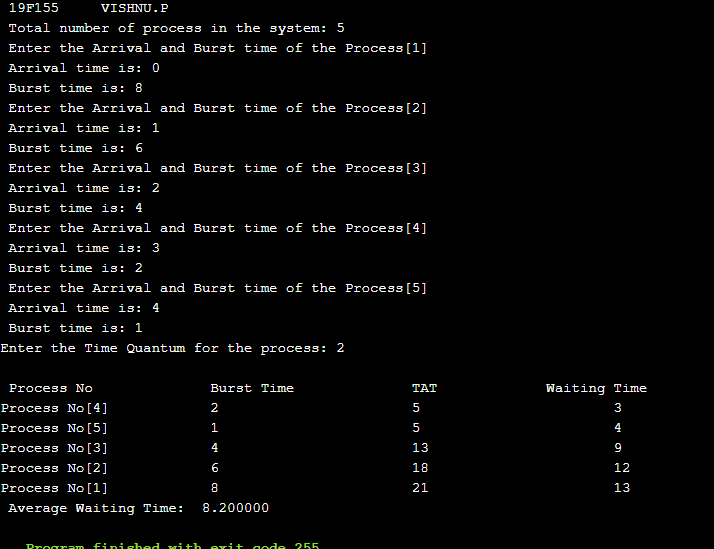 19F155 VISHNU.P
Total number of process in the system: 5
Enter the Arrival and Burst time of the Process[1]
Arrival time is: 0
Burst time is: 8
Enter the Arrival and Burst time of the Process[2]
Arrival time is: 1
Burst time is: 6
Enter the Arrival and Burst time of the Process[3]
Arrival time is: 2
Burst time is: 4
Enter the Arrival and Burst time of the Process[4]
Arrival time is: 3
Burst time is: 2
Enter the Arrival and Burst time of the Process[5]
Arrival time is: 4
Burst time is: 1
Enter the Time Quantum for the process: 2
Process No Burst Time TAT Waiting Time
Process No[4] 2 5 3
Process No[5] 1 5 4
Process No[3] 4 13 9
Process No[2] 6 18 12
Process No[1] 8 21 13
Average Waiting Time: 8.200000
Program finished with exit code 255